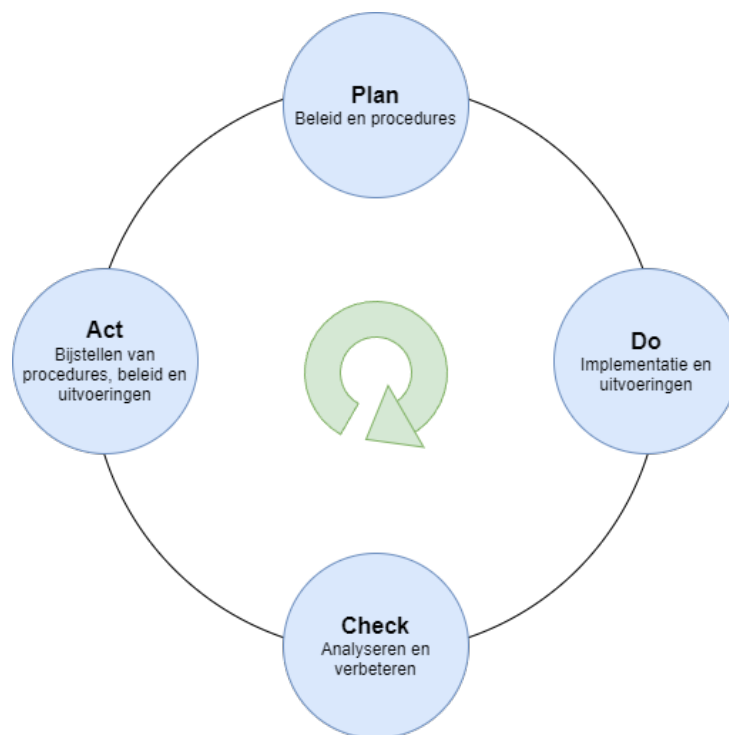 Plan
Beleid en procedures
Act
Bijstellen van
procedures, beleid en
uitvoeringen
Do
Implementatie en
uitvoeringen
Check
Analyseren en
verbeteren